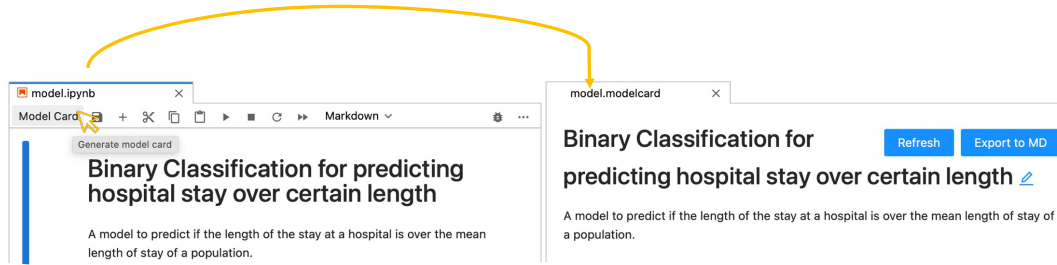 model.ipynb
Model Card
Markdown
Generate model card
Binary Classification for predicting
hospital stay over certain length
A model to predict if the length of the stay at a hospital is over the mean
length of stay of a population.
model.modelcard
Binary Classification for
Refresh
Export to MD
predicting hospital stay over certain length
A model to predict if the length of the stay at a hospital is over the mean length of stay of
a population.